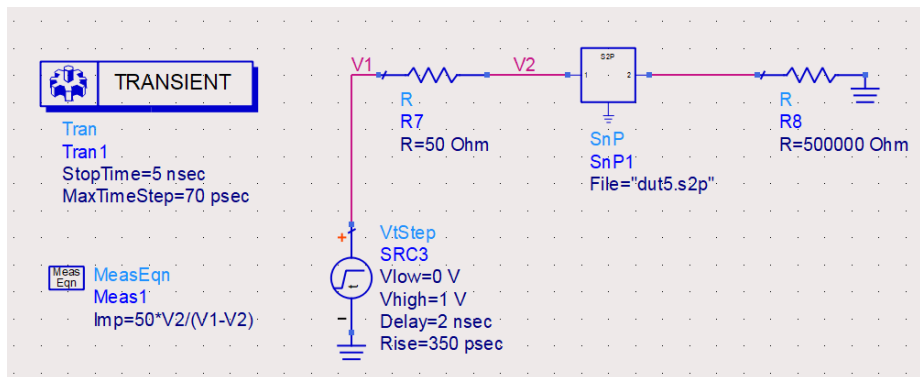 TRANSIENT
Tran
Tran1
StopTime=5 nsec
MaxTimeStep=70 psec
Meas
Eqn
MeasEqn
Meas1
Imp=50*V2/(V1-V2)
V1
R
R7
R=50 Ohm
V2
S2P
1
2
SnP
SnP1
File="dut5.s2p"
R
R8
R=500000 Ohm
+
VtStep
SRC3
Vlow=0 V
Vhigh=1 V
Delay=2 nsec
Rise=350 psec
–